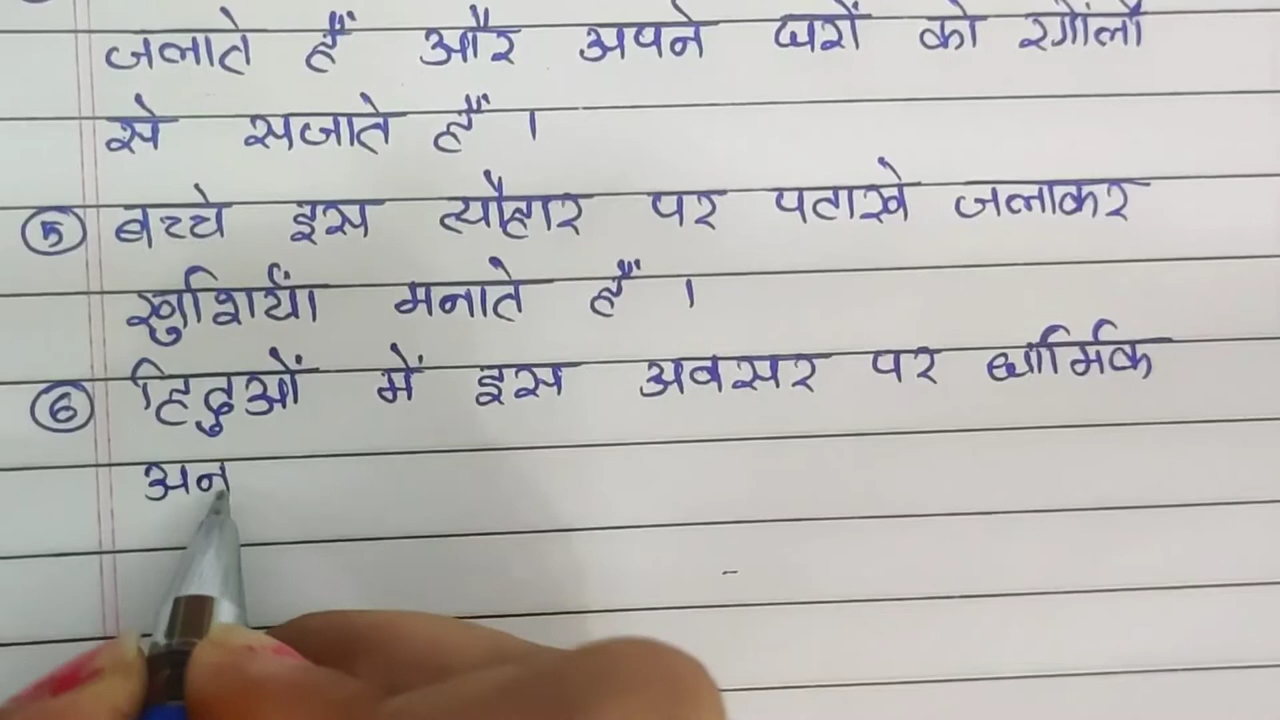 जलाते हैं और अपने घरों को रंगोली
से सजाते हैं ।
5 बच्चे इस त्यौहार पर पटाखे जलाकर
खुशियाँ मनाते हैं ।
6 हिदुओं में इस अवसर पर धार्मिक
अन